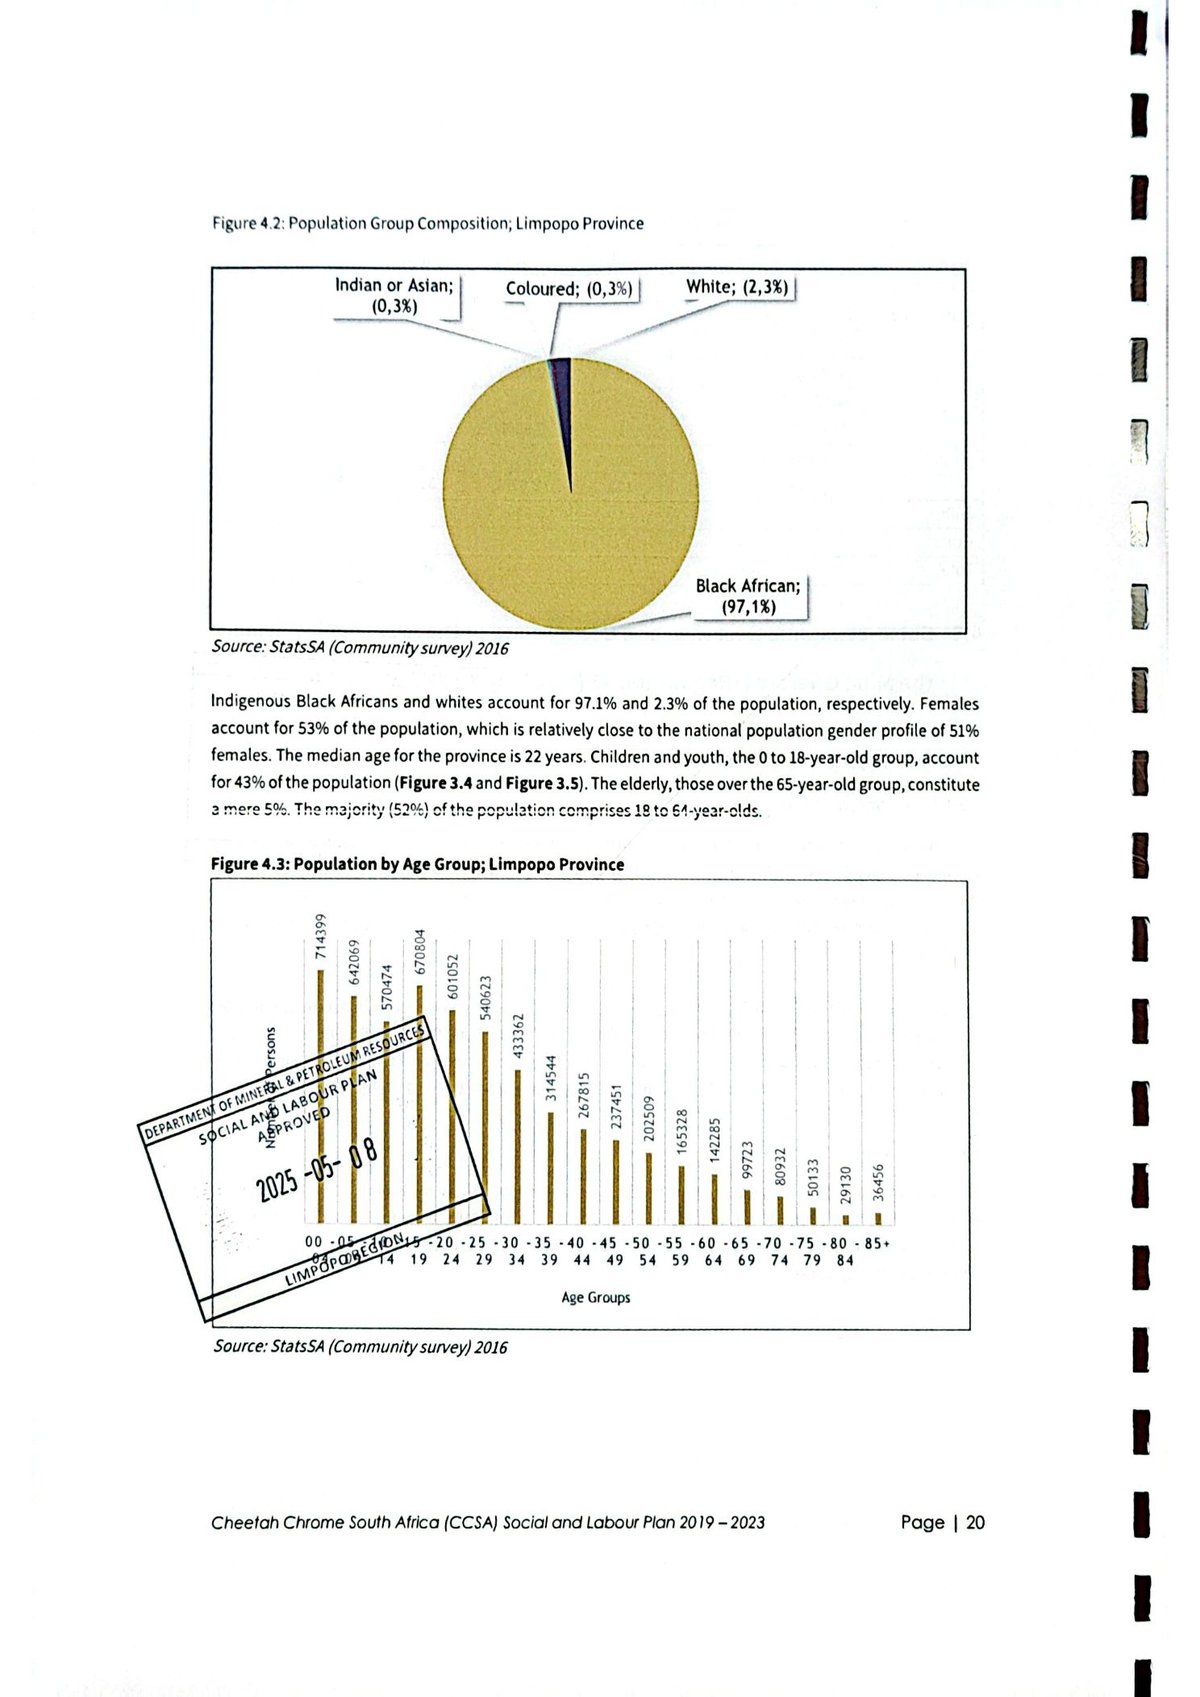 Figure 4.2: Population Group Composition; Limpopo Province
Indian or Asian;
(0,3%)
Coloured; (0,3%)
White; (2,3%)
Black African;
(97,1%)
Source: StatsSA (Community survey) 2016
Indigenous Black Africans and whites account for 97.1% and 2.3% of the population, respectively. Females
account for 53% of the population, which is relatively close to the national population gender profile of 51%
females. The median age for the province is 22 years. Children and youth, the 0 to 18-year-old group, account
for 43% of the population (Figure 3.4 and Figure 3.5). The elderly, those over the 65-year-old group, constitute
a mere 5%. The majority (52%) of the population comprises 18 to 64-year-olds.
Figure 4.3: Population by Age Group; Limpopo Province
714399
642069
570474
670804
601052
540623
433362
314544
267815
237451
202509
165328
142285
99723
80932
50133
29130
36456
Persons
DEPARTMENT OF MINERAL & PETROLEUM RESOURCES
SOCIAL AND LABOUR PLAN
APPROVED
2025 -05- 08
LIMPOPO REGION
00 - 05 - 10 - 15 - 20 - 25 - 30 - 35 - 40 - 45 - 50 - 55 - 60 - 65 - 70 - 75 - 80 - 85+
14 19 24 29 34 39 44 49 54 59 64 69 74 79 84
Age Groups
Source: StatsSA (Community survey) 2016
Cheetah Chrome South Africa (CCSA) Social and Labour Plan 2019 – 2023
Page | 20